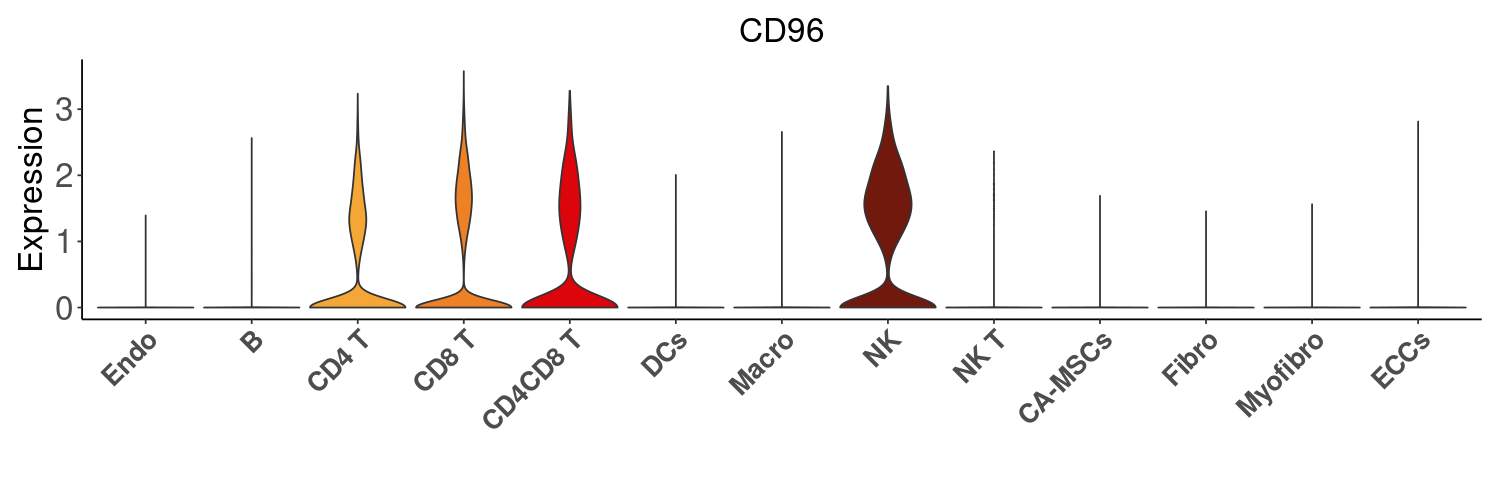 CD96
Expression
3
2
1
0
Endo
B
CD4 T
CD8 T
CD4CD8 T
DCs
Macro
NK
NK T
CA-MSCs
Fibro
Myofibro
ECCs